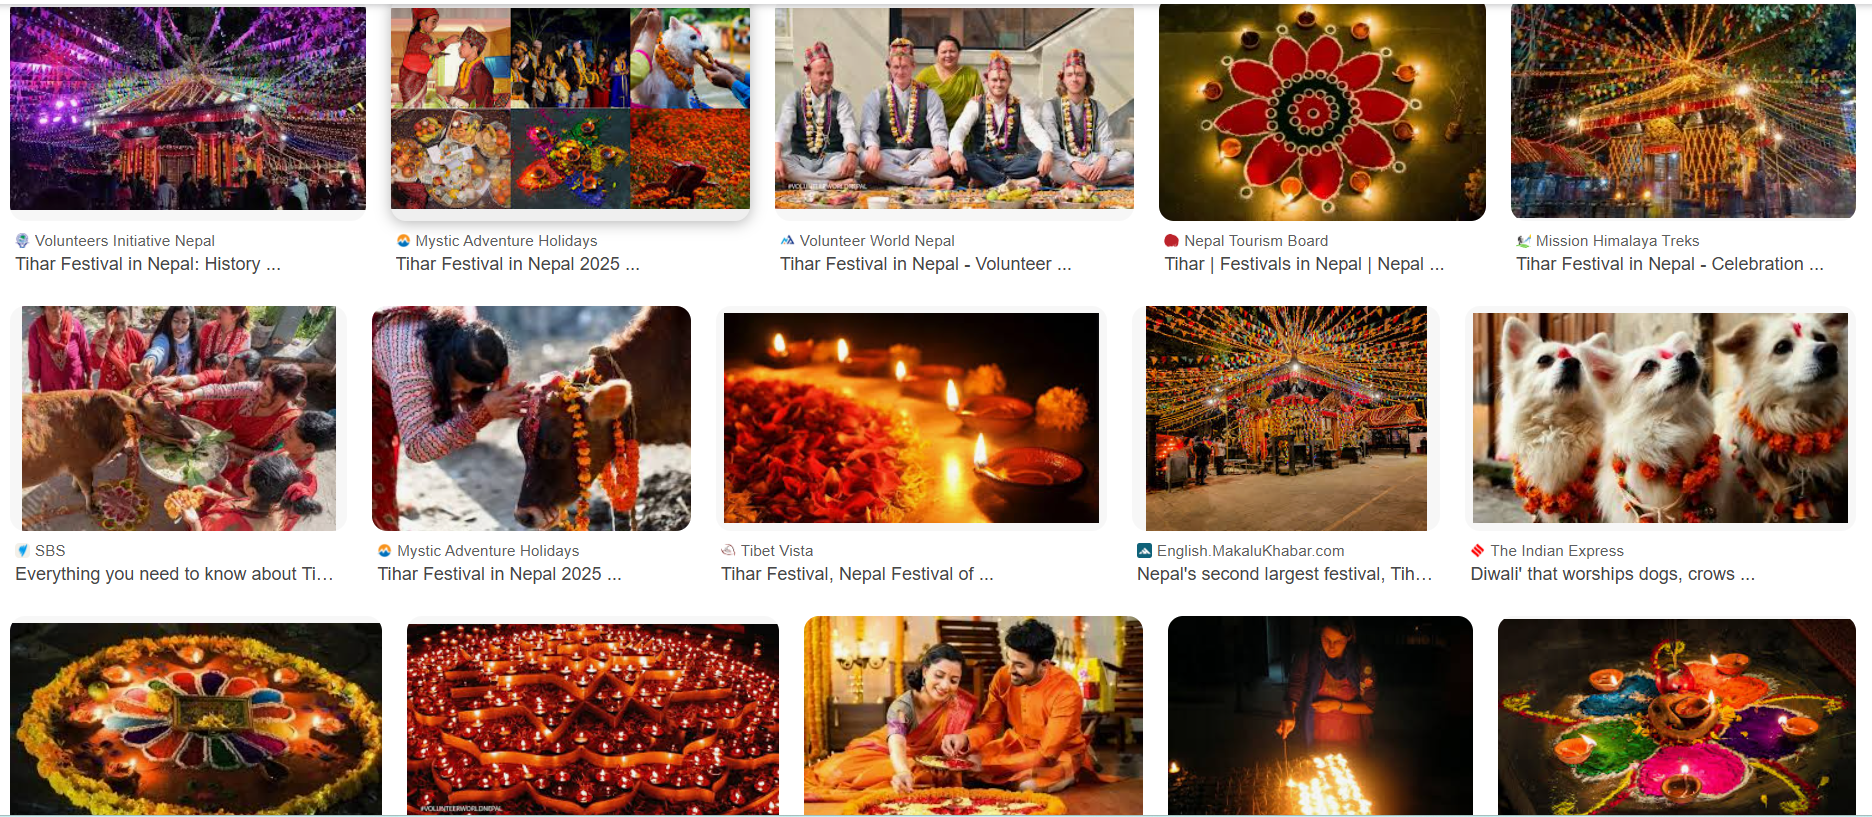 Volunteers Initiative Nepal
Tihar Festival in Nepal: History ...
Mystic Adventure Holidays
Tihar Festival in Nepal 2025 ...
#VOLUNTEERWORLDNEPAL
Volunteer World Nepal
Tihar Festival in Nepal - Volunteer ...
Nepal Tourism Board
Tihar | Festivals in Nepal | Nepal ...
Mission Himalaya Treks
Tihar Festival in Nepal - Celebration ...
SBS
Everything you need to know about Ti...
Mystic Adventure Holidays
Tihar Festival in Nepal 2025 ...
Tibet Vista
Tihar Festival, Nepal Festival of ...
English.MakaluKhabar.com
Nepal's second largest festival, Tih...
The Indian Express
Diwali' that worships dogs, crows ...
#VOLUNTEERWORLDNEPAL